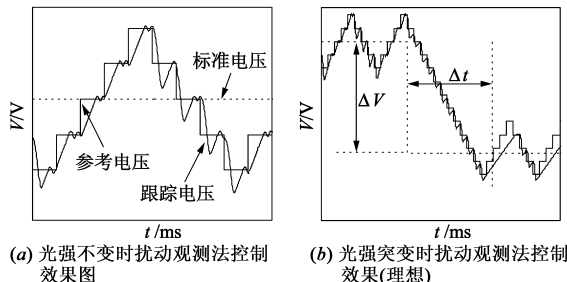 V/V
标准电压
参考电压
跟踪电压
t/ms
(a) 光强不变时扰动观测法控制
效果图
V/V
Δt
ΔV
t/ms
(b) 光强突变时扰动观测法控制
效果(理想)